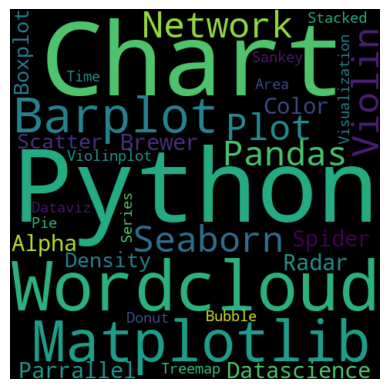 Stacked
Network
Chart
Boxplot
Sankey
Time
Area
Violin
Visualization
Barplot
Color
Plot
Scatter
Brewer
Pandas
Violinplot
Python
Dataviz
Series
Pie
Alpha
Seaborn
Spider
Density
Radar
Wordcloud
Donut
Bubble
Matplotlib
Parrallel
Treemap
Datascience